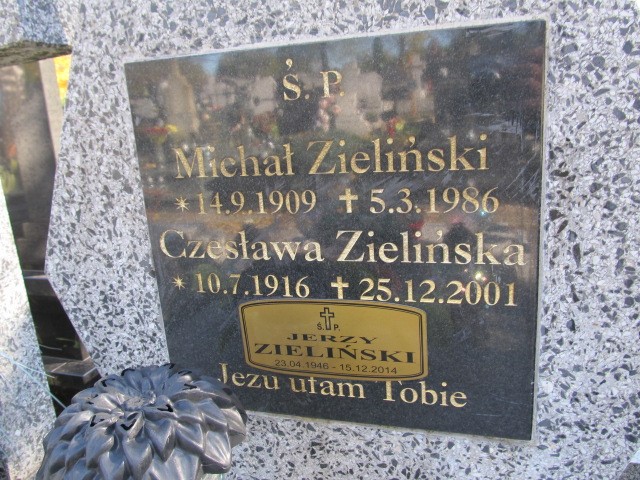 Ś. P.
Michał Zieliński
* 14.9.1909 ✝ 5.3.1986
Czesława Zielińska
* 10.7.1916 ✝ 25.12.2001
Ś. P.
JERZY
ZIELIŃSKI
23.04.1946 - 15.12.2014
Jezu ufam Tobie